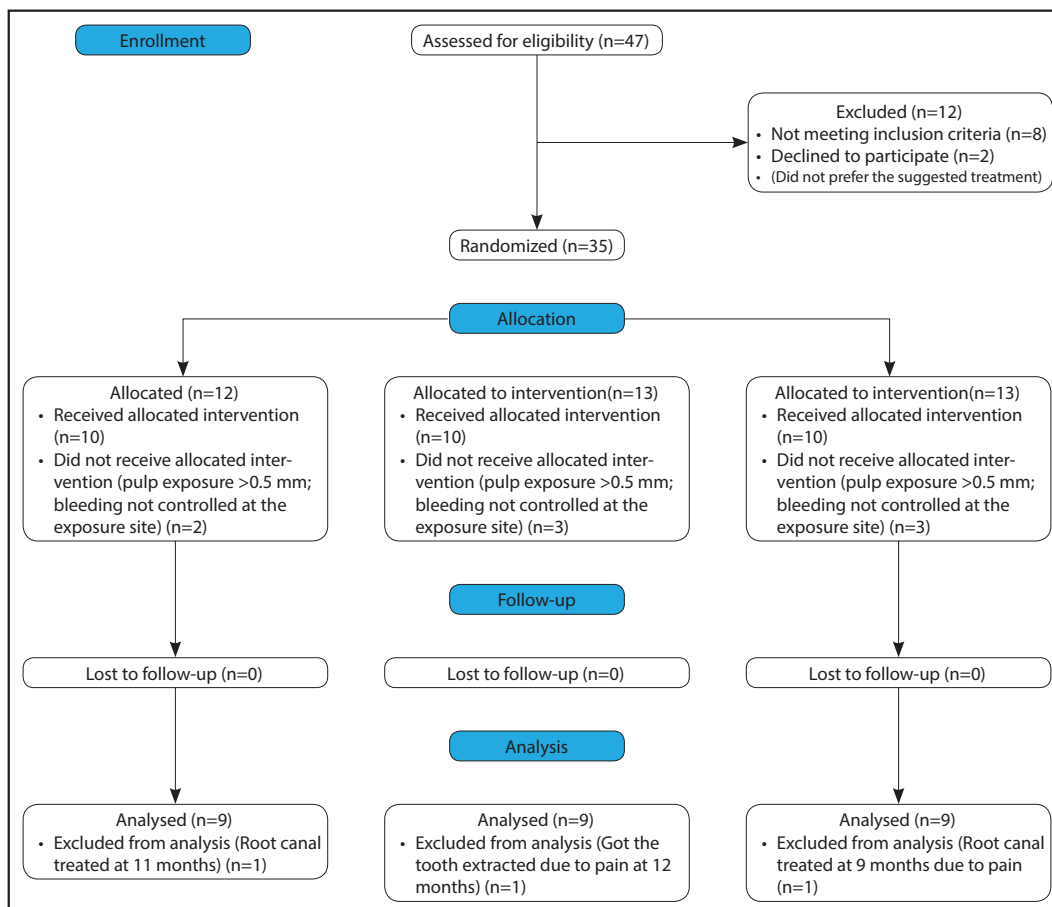 Enrollment
Assessed for eligibility (n=47)
Excluded (n=12)
• Not meeting inclusion criteria (n=8)
• Declined to participate (n=2)
• (Did not prefer the suggested treatment)
Randomized (n=35)
Allocation
Allocated (n=12)
• Received allocated intervention
(n=10)
• Did not receive allocated inter-
vention (pulp exposure >0.5 mm;
bleeding not controlled at the
exposure site) (n=2)
Allocated to intervention(n=13)
• Received allocated intervention
(n=10)
• Did not receive allocated inter-
vention (pulp exposure >0.5 mm;
bleeding not controlled at the
exposure site) (n=3)
Allocated to intervention(n=13)
• Received allocated intervention
(n=10)
• Did not receive allocated inter-
vention (pulp exposure >0.5 mm;
bleeding not controlled at the
exposure site) (n=3)
Follow-up
Lost to follow-up (n=0)
Lost to follow-up (n=0)
Lost to follow-up (n=0)
Analysis
Analysed (n=9)
• Excluded from analysis (Root canal
treated at 11 months) (n=1)
Analysed (n=9)
• Excluded from analysis (Got the
tooth extracted due to pain at 12
months) (n=1)
Analysed (n=9)
• Excluded from analysis (Root canal
treated at 9 months due to pain
(n=1)